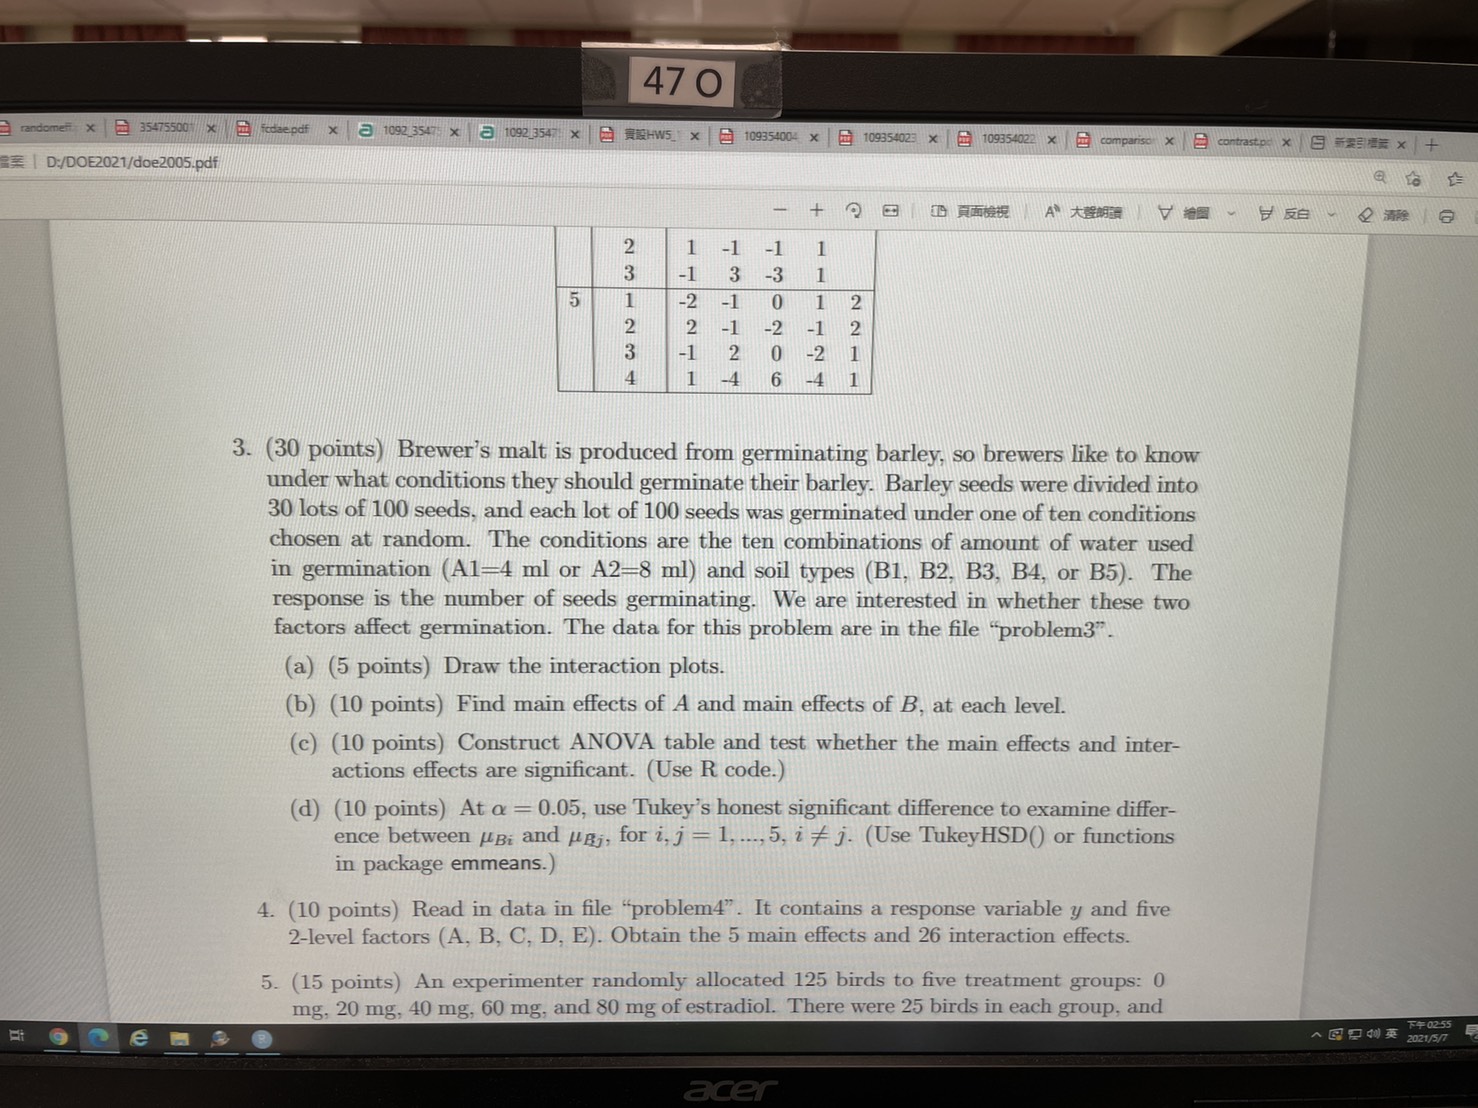 47 O
randomeff
354755001
fcdae.pdf
1092_3547
1092_3547
實設HW5_
109354004
109354023
109354022
comparisor
contrast.p
檔案 | D:/DOE2021/doe2005.pdf
頁面檢視
大聲朗讀
繪圖
反白
清除
2 1 -1 -1 1
3 -1 3 -3 1
5 1 -2 -1 0 1 2
2 2 -1 -2 -1 2
3 -1 2 0 -2 1
4 1 -4 6 -4 1
3. (30 points) Brewer's malt is produced from germinating barley, so brewers like to know
under what conditions they should germinate their barley. Barley seeds were divided into
30 lots of 100 seeds, and each lot of 100 seeds was germinated under one of ten conditions
chosen at random. The conditions are the ten combinations of amount of water used
in germination (A1=4 ml or A2=8 ml) and soil types (B1, B2, B3, B4, or B5). The
response is the number of seeds germinating. We are interested in whether these two
factors affect germination. The data for this problem are in the file “problem3”.
(a) (5 points) Draw the interaction plots.
(b) (10 points) Find main effects of A and main effects of B, at each level.
(c) (10 points) Construct ANOVA table and test whether the main effects and inter-
actions effects are significant. (Use R code.)
(d) (10 points) At α = 0.05, use Tukey's honest significant difference to examine differ-
ence between μBi and μBj, for i, j = 1, ..., 5, i ≠ j. (Use TukeyHSD() or functions
in package emmeans.)
4. (10 points) Read in data in file “problem4”. It contains a response variable y and five
2-level factors (A, B, C, D, E). Obtain the 5 main effects and 26 interaction effects.
5. (15 points) An experimenter randomly allocated 125 birds to five treatment groups: 0
mg, 20 mg, 40 mg, 60 mg, and 80 mg of estradiol. There were 25 birds in each group, and
英
下午 02:55
2021/5/7
acer